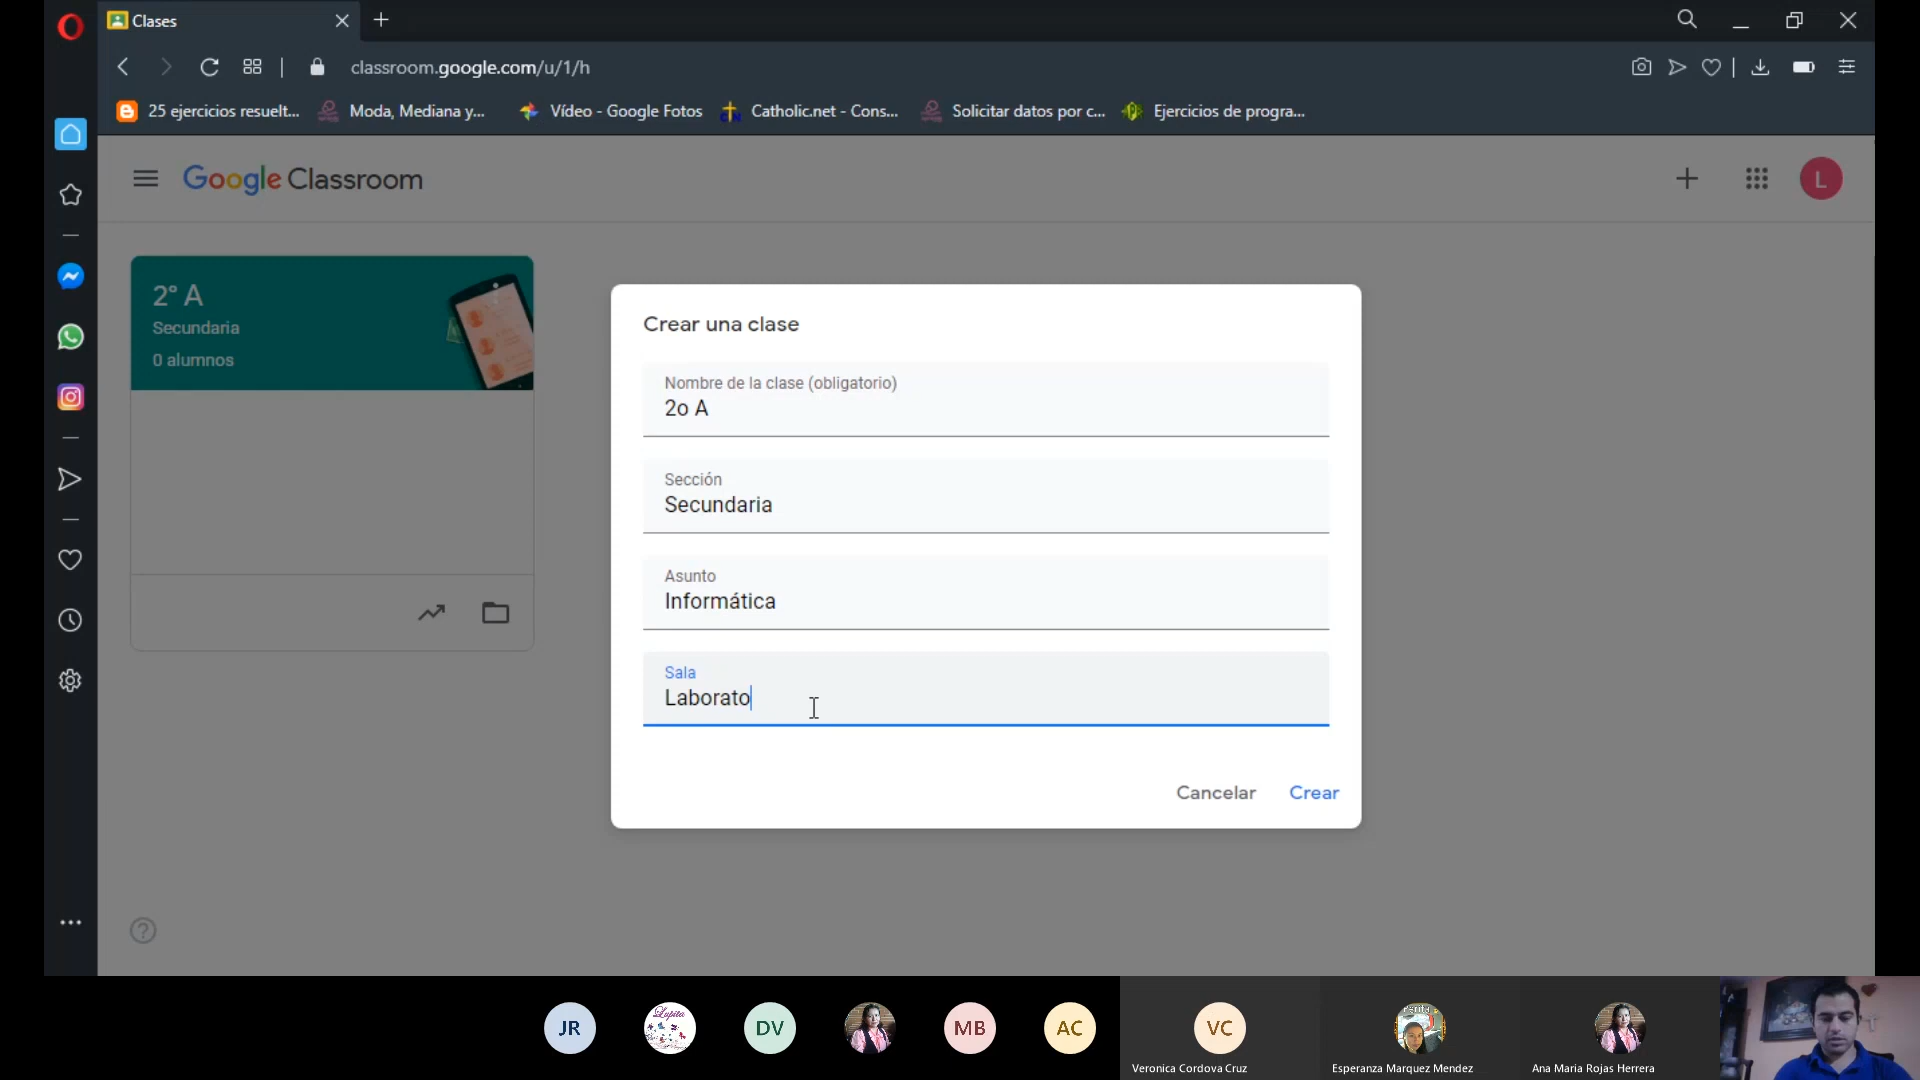 Clases
classroom.google.com/u/1/h
25 ejercicios resuelt...
Moda, Mediana y...
Vídeo - Google Fotos
Catholic.net - Cons...
Solicitar datos por c...
Ejercicios de progra...
Google Classroom
L
2° A
Secundaria
0 alumnos
Crear una clase
Nombre de la clase (obligatorio)
2o A
Sección
Secundaria
Asunto
Informática
Sala
Laborato
Cancelar
Crear
JR
Lupita
DV
MB
AC
VC
Veronica Cordova Cruz
Esperanza Marquez Mendez
Ana Maria Rojas Herrera